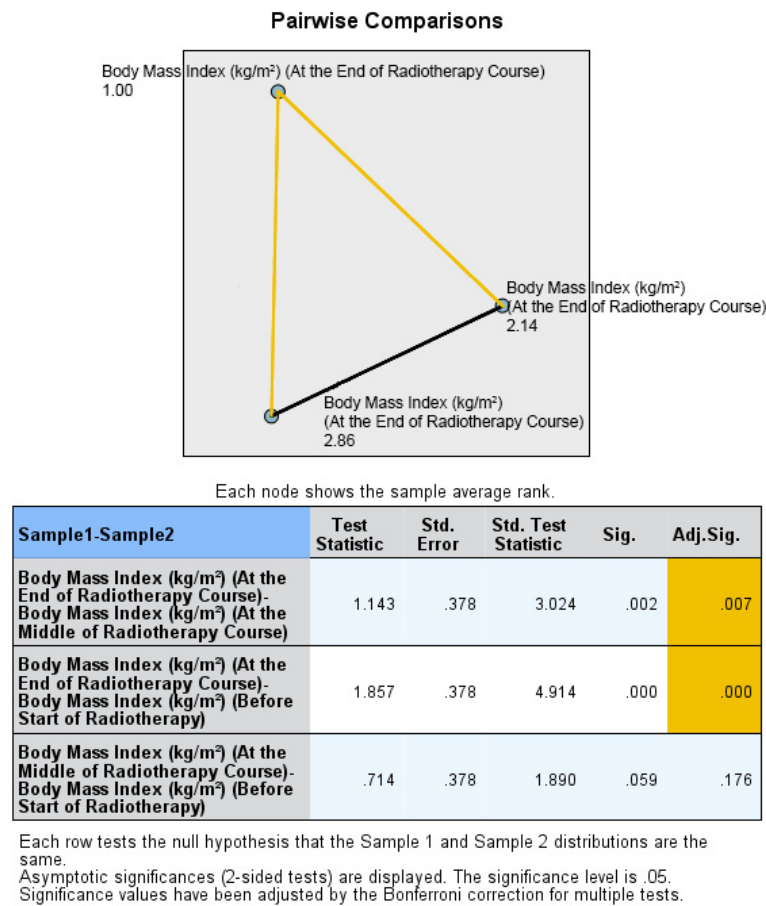 Pairwise Comparisons
Body Mass Index (kg/m²) (At the End of Radiotherapy Course)
1.00
Body Mass Index (kg/m²)
(At the End of Radiotherapy Course)
2.14
Body Mass Index (kg/m²)
(At the End of Radiotherapy Course)
2.86
Each node shows the sample average rank.
Sample1-Sample2 Test Statistic Std. Error Std. Test Statistic Sig. Adj.Sig.
Body Mass Index (kg/m²) (At the
End of Radiotherapy Course)-
Body Mass Index (kg/m²) (At the
Middle of Radiotherapy Course)
1.143 .378 3.024 .002 .007
Body Mass Index (kg/m²) (At the
End of Radiotherapy Course)-
Body Mass Index (kg/m²) (Before
Start of Radiotherapy)
1.857 .378 4.914 .000 .000
Body Mass Index (kg/m²) (At the
Middle of Radiotherapy Course)-
Body Mass Index (kg/m²) (Before
Start of Radiotherapy)
.714 .378 1.890 .059 .176
Each row tests the null hypothesis that the Sample 1 and Sample 2 distributions are the
same.
Asymptotic significances (2-sided tests) are displayed. The significance level is .05.
Significance values have been adjusted by the Bonferroni correction for multiple tests.